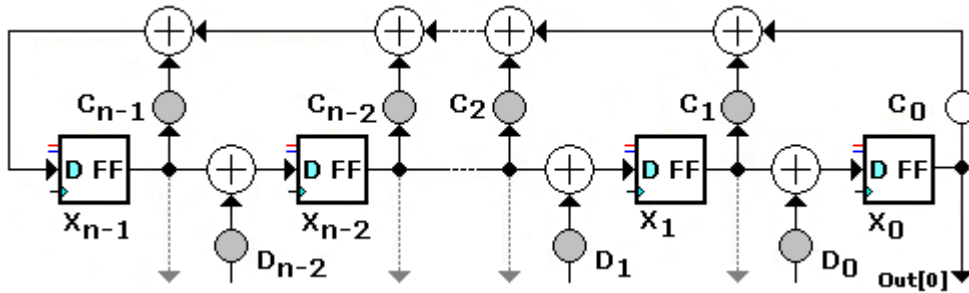 C_{n-1} C_{n-2} C_2 C_1 C_0
D FF D FF D FF D FF
X_{n-1} X_{n-2} X_1 X_0
D_{n-2} D_1 D_0 Out[0]